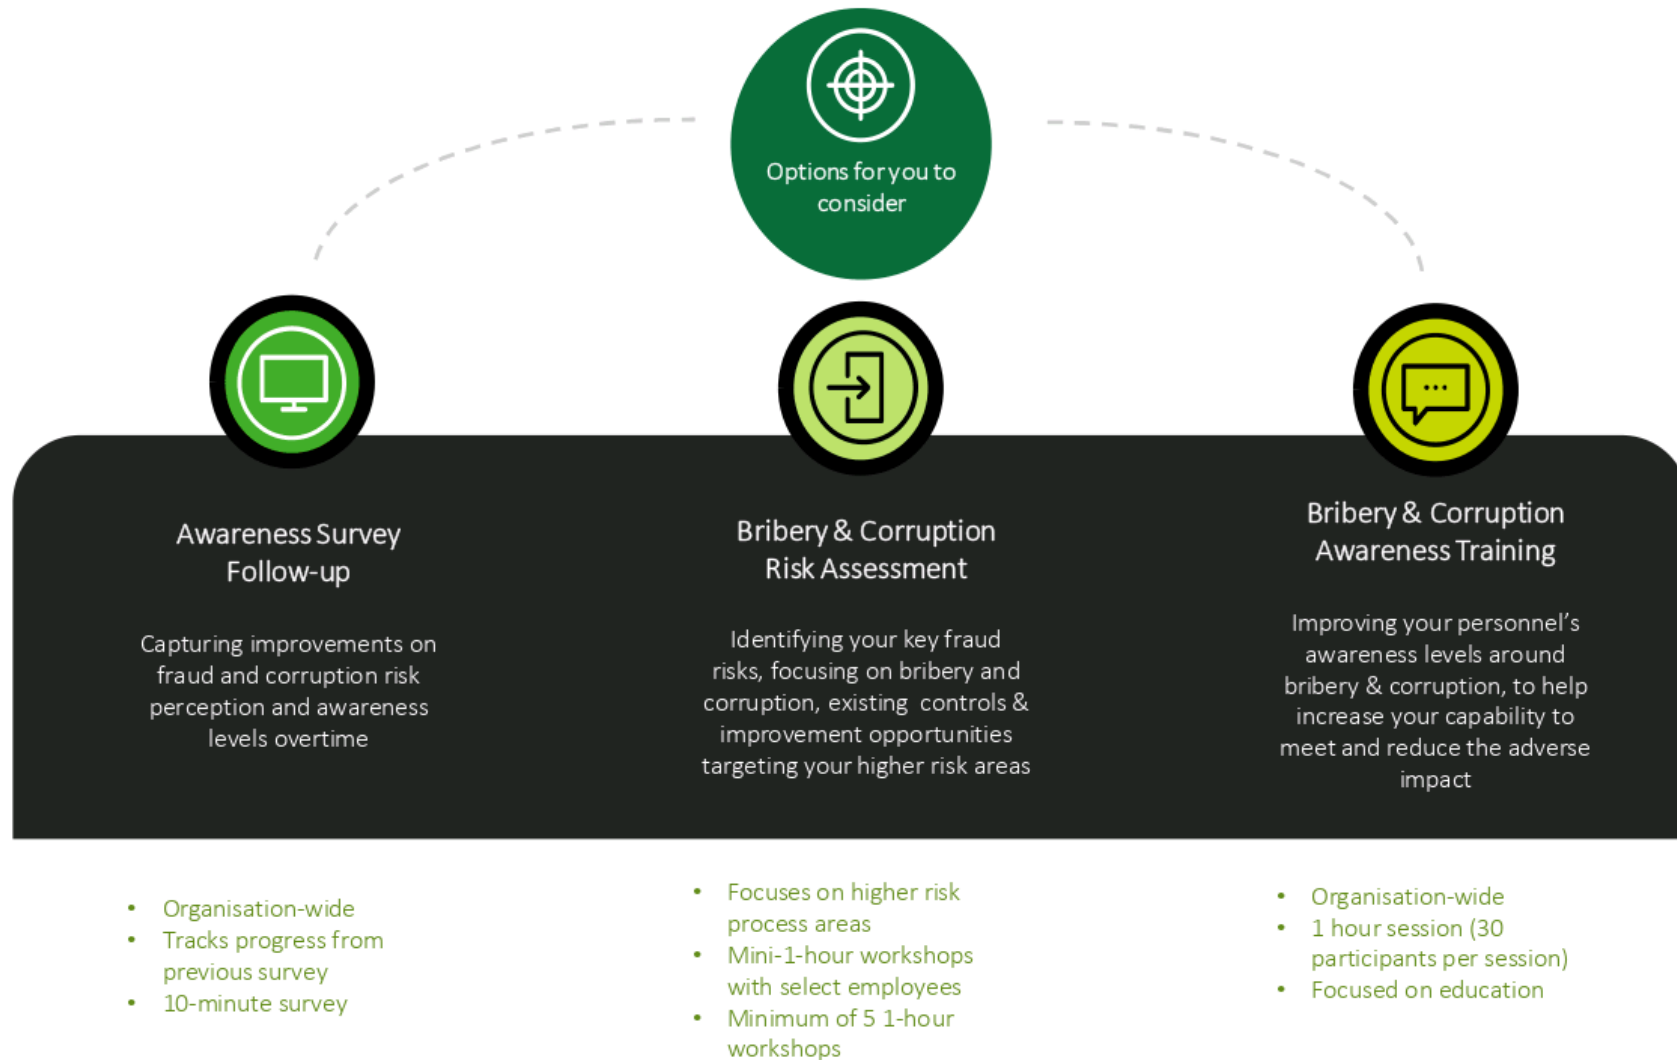 Options for you to
consider
Awareness Survey
Follow-up
Capturing improvements on
fraud and corruption risk
perception and awareness
levels overtime
• Organisation-wide
• Tracks progress from
previous survey
• 10-minute survey
Bribery & Corruption
Risk Assessment
Identifying your key fraud
risks, focusing on bribery and
corruption, existing controls &
improvement opportunities
targeting your higher risk areas
• Focuses on higher risk
process areas
• Mini-1-hour workshops
with select employees
• Minimum of 5 1-hour
workshops
Bribery & Corruption
Awareness Training
Improving your personnel’s
awareness levels around
bribery & corruption, to help
increase your capability to
meet and reduce the adverse
impact
• Organisation-wide
• 1 hour session (30
participants per session)
• Focused on education